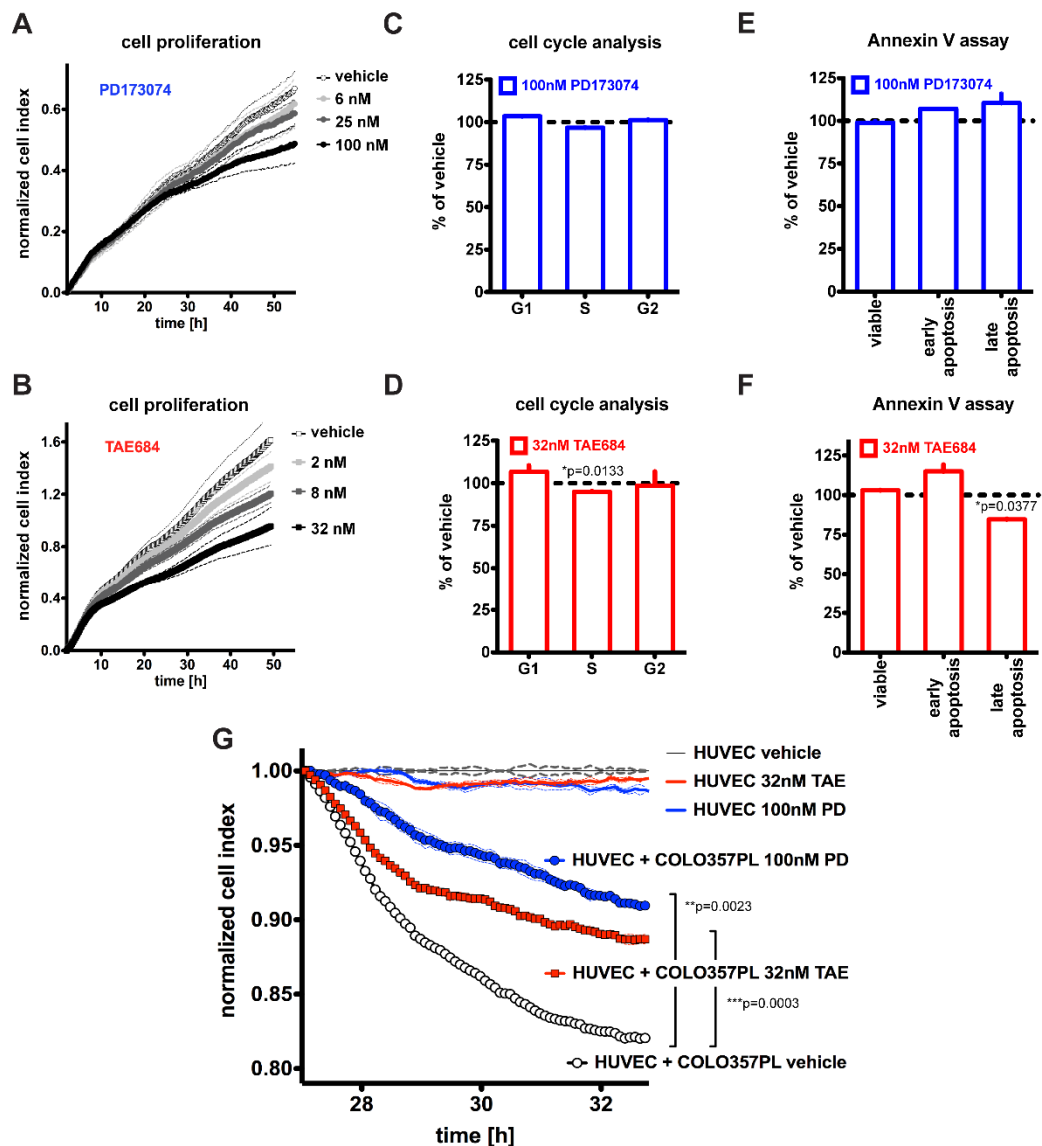 A
cell proliferation
PD173074
vehicle
6 nM
25 nM
100 nM
normalized cell index
0.6
0.4
0.2
0.0
10 20 30 40 50
time [h]
C
cell cycle analysis
100nM PD173074
% of vehicle
125
100
75
50
25
0
G1 S G2
E
Annexin V assay
100nM PD173074
% of vehicle
125
100
75
50
25
0
viable
early
apoptosis
late
apoptosis
B
cell proliferation
TAE684
vehicle
2 nM
8 nM
32 nM
normalized cell index
1.6
1.2
0.8
0.4
0.0
10 20 30 40 50
time [h]
D
cell cycle analysis
32nM TAE684
*p=0.0133
% of vehicle
125
100
75
50
25
0
G1 S G2
F
Annexin V assay
32nM TAE684
*p=0.0377
% of vehicle
125
100
75
50
25
0
viable
early
apoptosis
late
apoptosis
G
HUVEC vehicle
HUVEC 32nM TAE
HUVEC 100nM PD
HUVEC + COLO357PL 100nM PD
**p=0.0023
HUVEC + COLO357PL 32nM TAE
***p=0.0003
HUVEC + COLO357PL vehicle
normalized cell index
1.00
0.95
0.90
0.85
0.80
28 30 32
time [h]